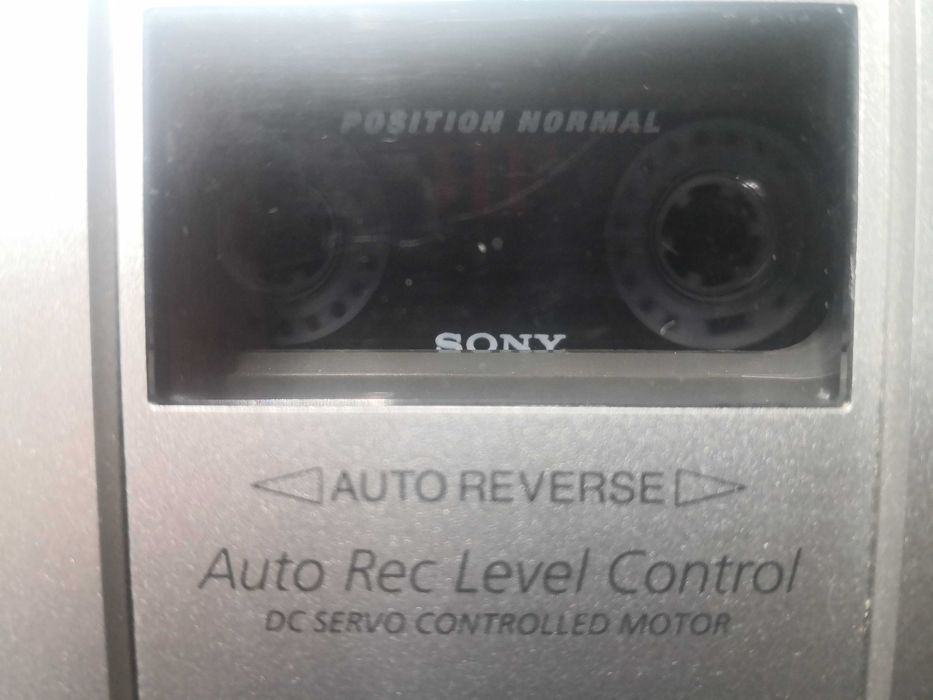 POSITION NORMAL
SONY
AUTO REVERSE
Auto Rec Level Control
DC SERVO CONTROLLED MOTOR